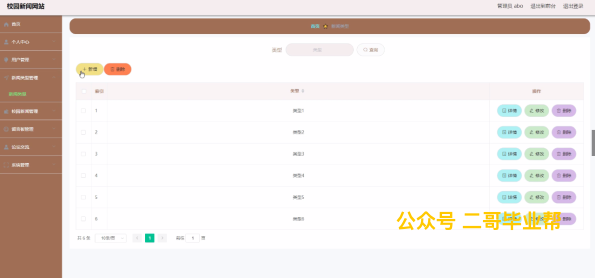 校园新闻网站
管理员 abo 退出到前台 退出登录
首页
个人中心
用户管理
新闻类型管理
新闻类型
校园新闻管理
留言板管理
论坛交流
系统管理
首页 新闻类型
类型 类型 查询
+ 新增 删除
索引 类型 操作
1 类型1 详情 修改 删除
2 类型2 详情 修改 删除
3 类型3 详情 修改 删除
4 类型4 详情 修改 删除
5 类型5 详情 修改 删除
6 类型6 详情 修改 删除
共 6 条 10条/页 1 前往 1 页
公众号 二哥毕业帮